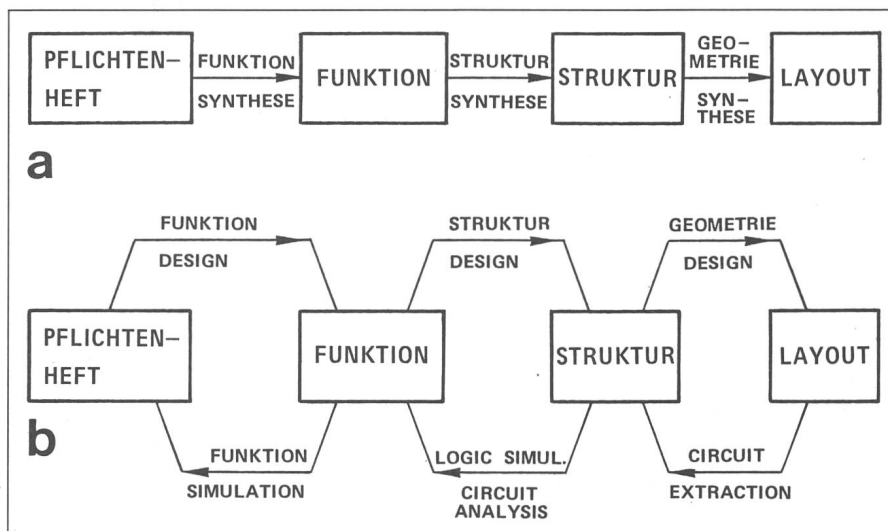 PFLICHTEN-
HEFT
FUNKTION
SYNTHESE
FUNKTION
STRUKTUR
SYNTHESE
STRUKTUR
GEO-
METRIE
SYN-
THESE
LAYOUT
a
FUNKTION
DESIGN
STRUKTUR
DESIGN
GEOMETRIE
DESIGN
PFLICHTEN-
HEFT
FUNKTION
STRUKTUR
LAYOUT
b
FUNKTION
SIMULATION
LOGIC SIMUL.
CIRCUIT
ANALYSIS
CIRCUIT
EXTRACTION